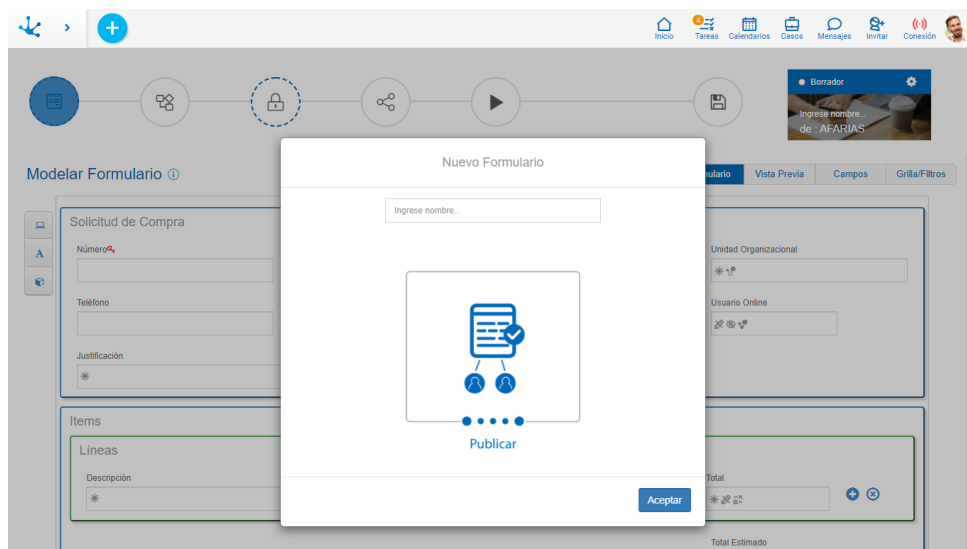 Inicio
4
Tareas
Calendarios
Casos
Mensajes
Invitar
Conexión
Borrador
Ingrese nombre...
de : AFARIAS
Nuevo Formulario
Modelar Formulario
Vista Previa
Campos
Grilla/Filtros
Ingrese nombre...
Solicitud de Compra
Número
Unidad Organizacional
Teléfono
Usuario Online
Justificación
Publicar
Items
Líneas
Descripción
Total
Aceptar
Total Estimado